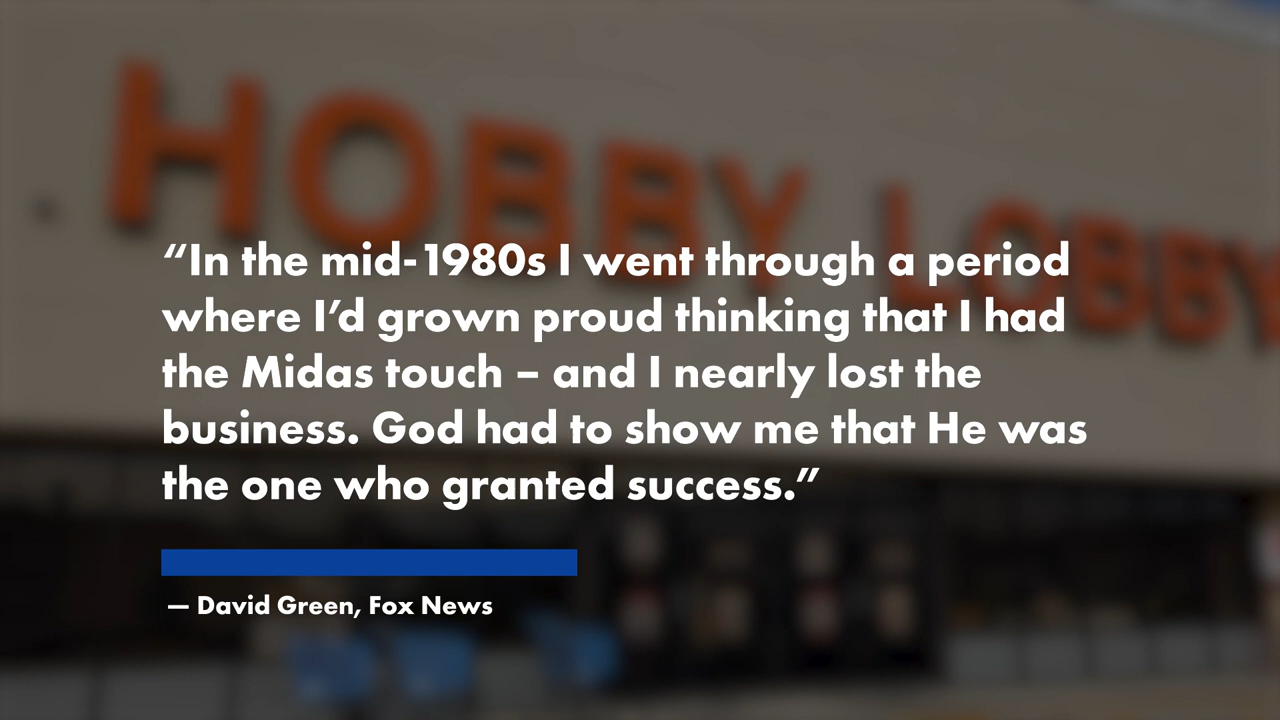 HOBBY LOBBY
“In the mid-1980s I went through a period
where I’d grown proud thinking that I had
the Midas touch – and I nearly lost the
business. God had to show me that He was
the one who granted success.”
— David Green, Fox News